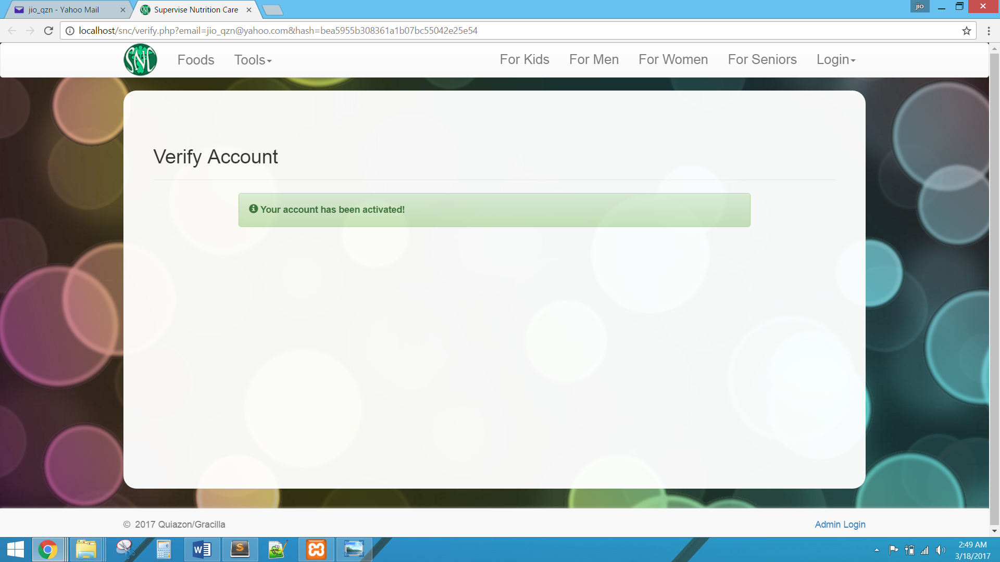 jio_qzn - Yahoo Mail
Supervise Nutrition Care
jio
localhost/snc/verify.php?email=jio_qzn@yahoo.com&hash=bea5955b308361a1b07bc55042e25e54
SNC
Foods
Tools
For Kids
For Men
For Women
For Seniors
Login
Verify Account
Your account has been activated!
© 2017 Quiazon/Gracilla
Admin Login
2:49 AM
3/18/2017